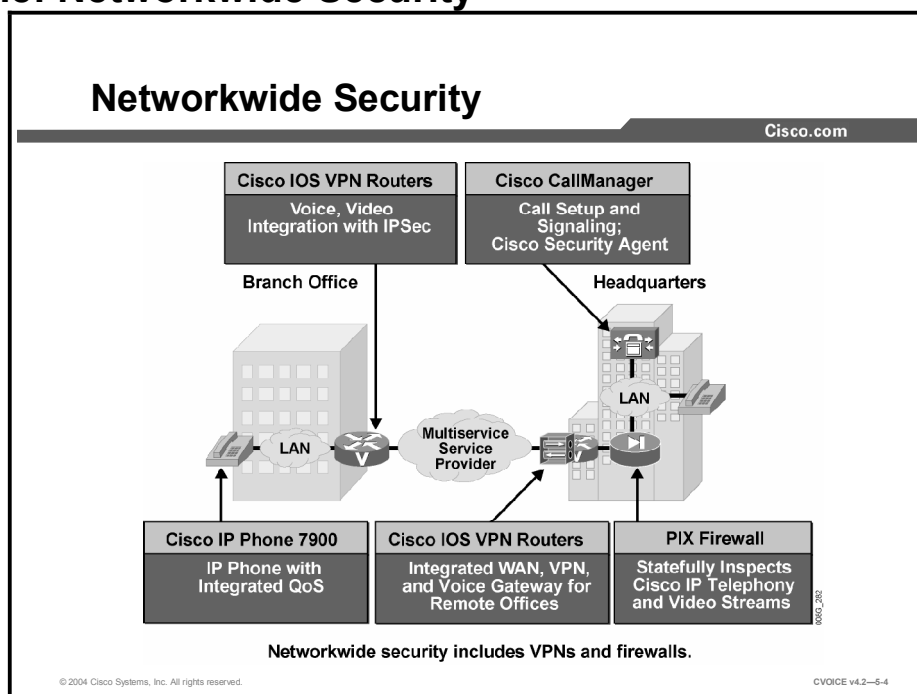 Networkwide Security
Cisco.com
Cisco IOS VPN Routers
Voice, Video
Integration with IPSec
Cisco CallManager
Call Setup and
Signaling;
Cisco Security Agent
Branch Office
Headquarters
LAN
V
Multiservice
Service
Provider
LAN
Cisco IP Phone 7900
IP Phone with
Integrated QoS
Cisco IOS VPN Routers
Integrated WAN, VPN,
and Voice Gateway for
Remote Offices
PIX Firewall
Statefully Inspects
Cisco IP Telephony
and Video Streams
008G_282
Networkwide security includes VPNs and firewalls.
© 2004 Cisco Systems, Inc. All rights reserved.
CVOICE v4.2—5-4